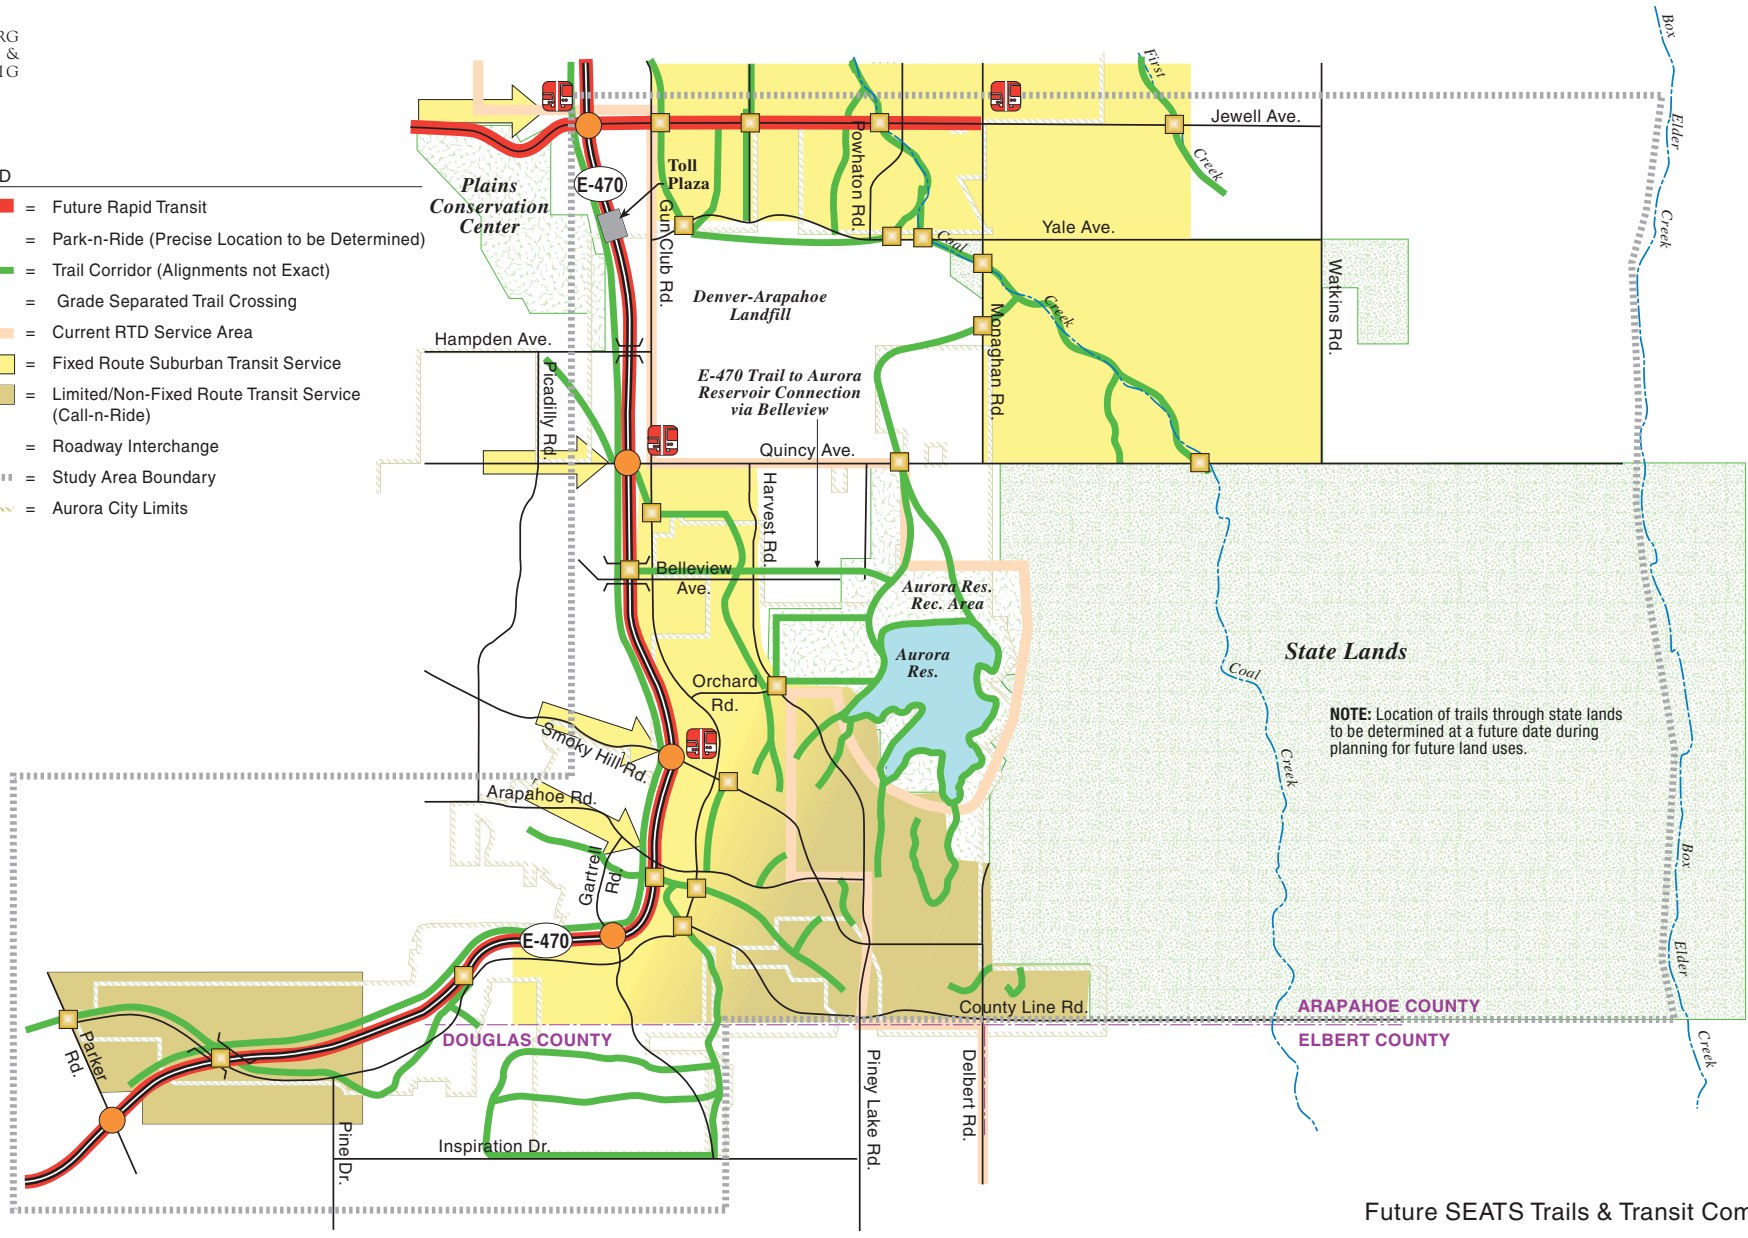 RG
&
IG
D
= Future Rapid Transit
= Park-n-Ride (Precise Location to be Determined)
= Trail Corridor (Alignments not Exact)
= Grade Separated Trail Crossing
= Current RTD Service Area
= Fixed Route Suburban Transit Service
= Limited/Non-Fixed Route Transit Service
(Call-n-Ride)
= Roadway Interchange
= Study Area Boundary
= Aurora City Limits
Plains
Conservation
Center
E-470
Toll
Plaza
Gun Club Rd.
Powhaton Rd.
First
Creek
Jewell Ave.
Yale Ave.
Coal
Creek
Box
Elder
Creek
Watkins Rd.
Monaghan Rd.
Denver-Arapahoe
Landfill
Hampden Ave.
Picadilly Rd.
E-470 Trail to Aurora
Reservoir Connection
via Belleview
Quincy Ave.
Harvest Rd.
Belleview
Ave.
Aurora Res.
Rec. Area
Aurora
Res.
State Lands
Coal
Creek
NOTE: Location of trails through state lands
to be determined at a future date during
planning for future land uses.
Orchard
Rd.
Smoky Hill Rd.
Arapahoe Rd.
Gartrell
Rd.
E-470
Box
Elder
Creek
County Line Rd.
ARAPAHOE COUNTY
DOUGLAS COUNTY
ELBERT COUNTY
Parker
Rd.
Pine Dr.
Inspiration Dr.
Piney Lake Rd.
Delbert Rd.
Future SEATS Trails & Transit Com